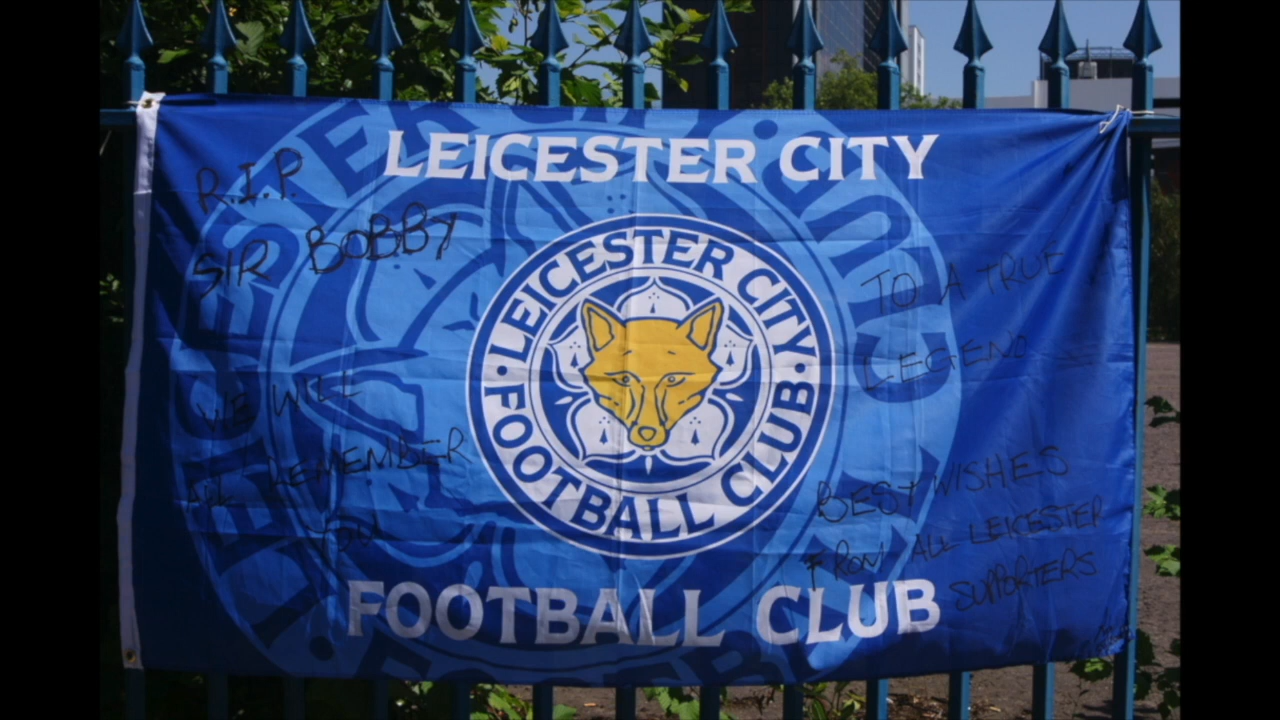 LEICESTER CITY
R.I.P
SIR BOBBY
WE WILL
ALL REMEMBER
YOU
LEICESTER CITY
FOOTBALL CLUB
TO A TRUE
LEGEND
BEST WISHES
FROM ALL LEICESTER
SUPPORTERS
FOOTBALL CLUB